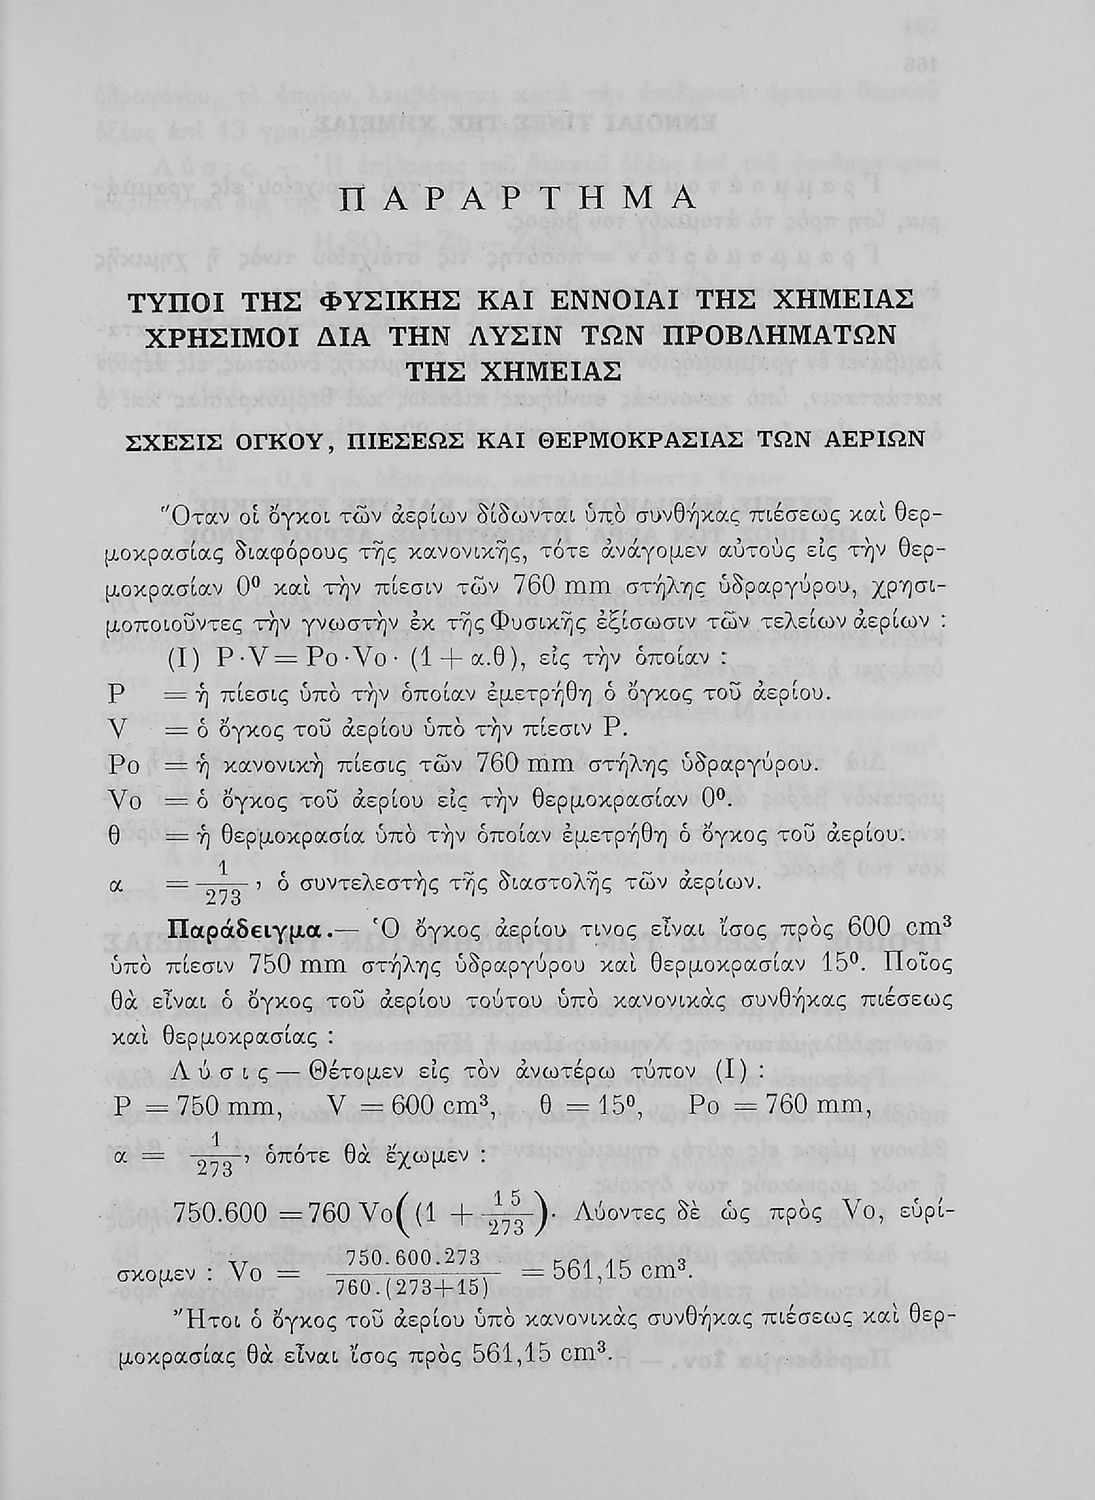 ΠΑΡΑΡΤΗΜΑ
ΤΥΠΟΙ ΤΗΣ ΦΥΣΙΚΗΣ ΚΑΙ ΕΝΝΟΙΑΙ ΤΗΣ ΧΗΜΕΙΑΣ
ΧΡΗΣΙΜΟΙ ΔΙΑ ΤΗΝ ΛΥΣΙΝ ΤΩΝ ΠΡΟΒΛΗΜΑΤΩΝ
ΤΗΣ ΧΗΜΕΙΑΣ
ΣΧΕΣΙΣ ΟΓΚΟΥ, ΠΙΕΣΕΩΣ ΚΑΙ ΘΕΡΜΟΚΡΑΣΙΑΣ ΤΩΝ ΑΕΡΙΩΝ
Ὅταν οἱ ὄγκοι τῶν ἀερίων δίδωνται ὑπὸ συνθήκας πιέσεως καὶ θερ-
μοκρασίας διαφόρους τῆς κανονικῆς, τότε ἀνάγομεν αὐτοὺς εἰς τὴν θερ-
μοκρασίαν 0⁰ καὶ τὴν πίεσιν τῶν 760 mm στήλης ὑδραργύρου, χρησι-
μοποιοῦντες τὴν γνωστὴν ἐκ τῆς Φυσικῆς ἐξίσωσιν τῶν τελείων ἀερίων :
(I) P·V = Po·Vo· (1 + α.θ), εἰς τὴν ὁποίαν :
P = ἡ πίεσις ὑπὸ τὴν ὁποίαν ἐμετρήθη ὁ ὄγκος τοῦ ἀερίου.
V = ὁ ὄγκος τοῦ ἀερίου ὑπὸ τὴν πίεσιν P.
Po = ἡ κανονικὴ πίεσις τῶν 760 mm στήλης ὑδραργύρου.
Vo = ὁ ὄγκος τοῦ ἀερίου εἰς τὴν θερμοκρασίαν 0⁰.
θ = ἡ θερμοκρασία ὑπὸ τὴν ὁποίαν ἐμετρήθη ὁ ὄγκος τοῦ ἀερίου.
α = 1/273, ὁ συντελεστὴς τῆς διαστολῆς τῶν ἀερίων.
Παράδειγμα.— Ὁ ὄγκος ἀερίου τινος εἶναι ἴσος πρὸς 600 cm³
ὑπὸ πίεσιν 750 mm στήλης ὑδραργύρου καὶ θερμοκρασίαν 15⁰. Ποῖος
θὰ εἶναι ὁ ὄγκος τοῦ ἀερίου τούτου ὑπὸ κανονικὰς συνθήκας πιέσεως
καὶ θερμοκρασίας :
Λύσις — Θέτομεν εἰς τὸν ἀνωτέρω τύπον (I) :
P = 750 mm, V = 600 cm³, θ = 15⁰, Po = 760 mm,
α = 1/273, ὁπότε θὰ ἔχωμεν :
750.600 = 760 Vo((1 + 15/273). Λύοντες δὲ ὡς πρὸς Vo, εὑρί-
σκομεν : Vo = 750.600.273/760.(273+15) = 561,15 cm³.
Ἤτοι ὁ ὄγκος τοῦ ἀερίου ὑπὸ κανονικὰς συνθήκας πιέσεως καὶ θερ-
μοκρασίας θὰ εἶναι ἴσος πρὸς 561,15 cm³.